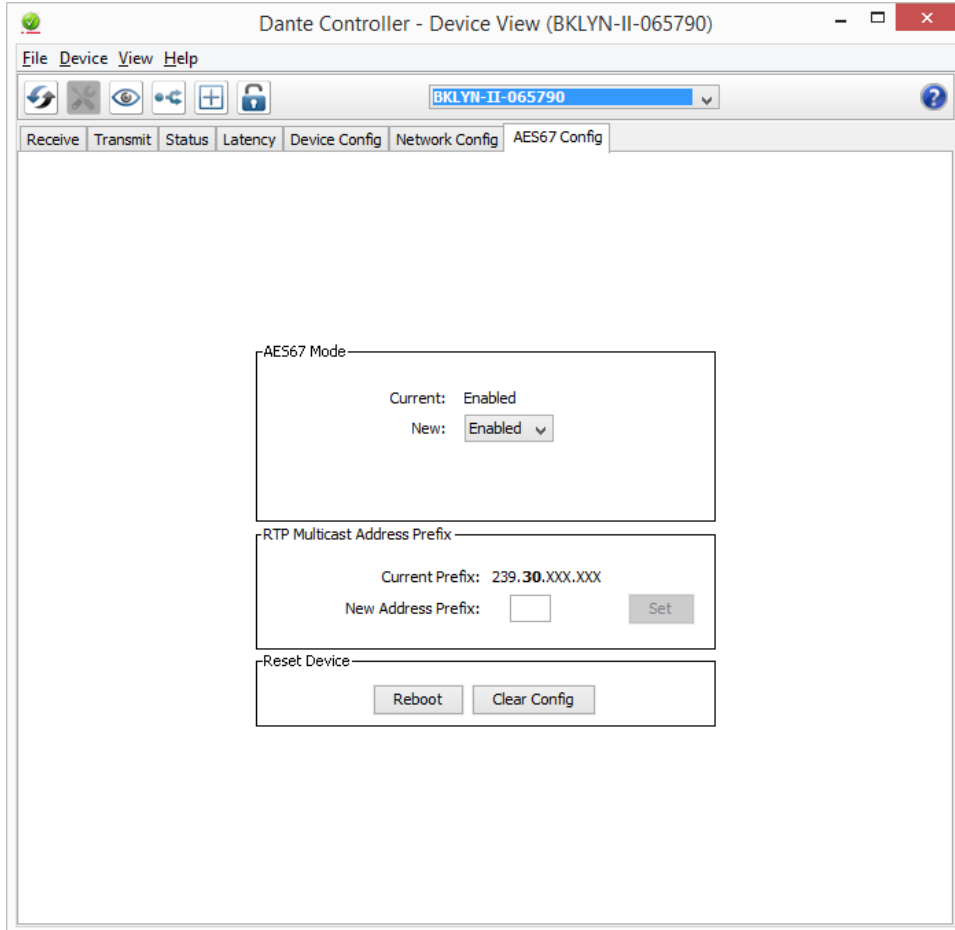 Dante Controller - Device View (BKLYN-II-065790)
File Device View Help
BKLYN-II-065790
Receive Transmit Status Latency Device Config Network Config AES67 Config
AES67 Mode
Current: Enabled
New: Enabled
RTP Multicast Address Prefix
Current Prefix: 239.30.XXX.XXX
New Address Prefix: Set
Reset Device
Reboot Clear Config